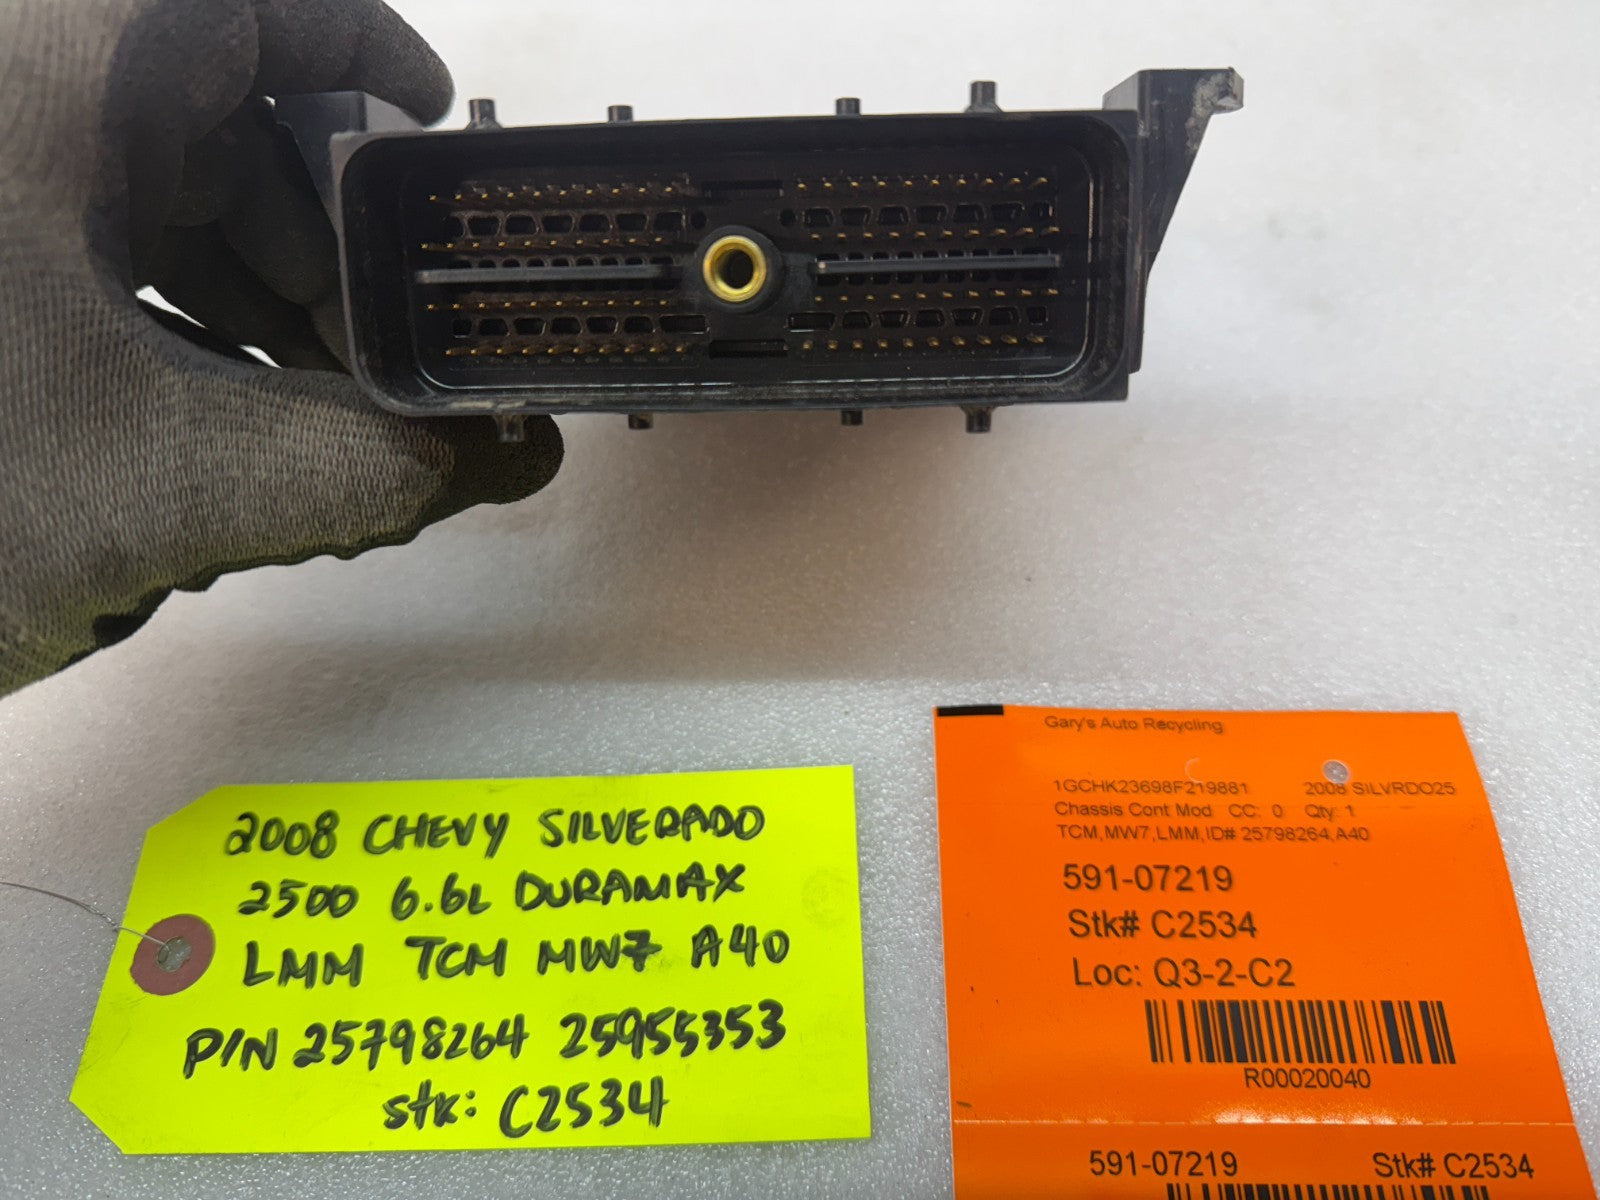 2008 CHEVY SILVERADO
2500 6.6L DURAMAX
LMM TCM MW7 A40
P/N 25798264 25955353
stk: C2534
Gary's Auto Recycling
1GCHK23698F219881 2008 SILVRDO25
Chassis Cont Mod CC: 0 Qty: 1
TCM,MW7,LMM,ID# 25798264,A40
591-07219
Stk# C2534
Loc: Q3-2-C2
R00020040
591-07219 Stk# C2534